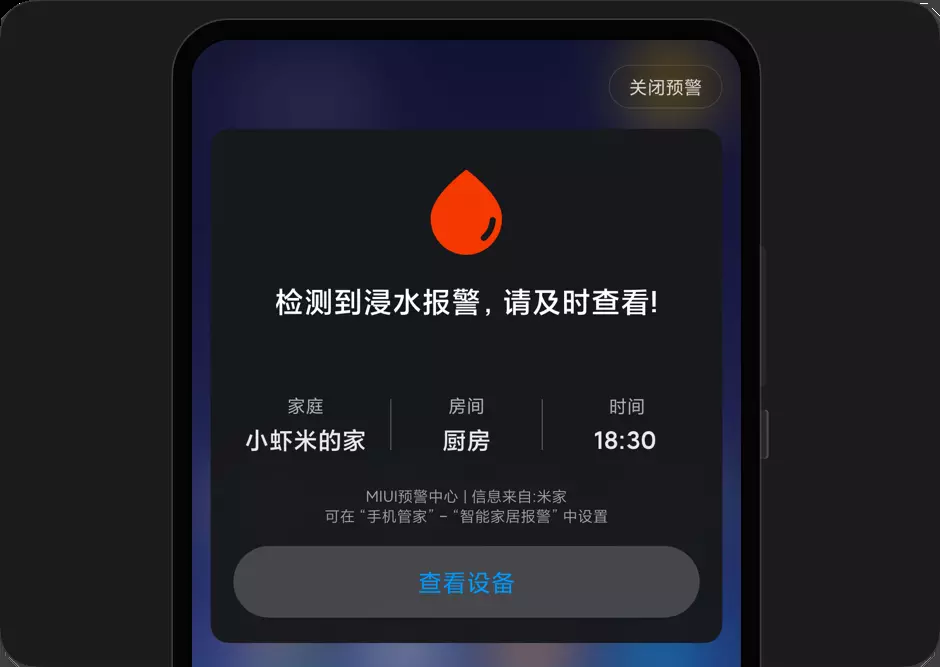 关闭预警
检测到浸水报警，请及时查看!
家庭
房间
时间
小虾米的家
厨房
18:30
MIUI预警中心 | 信息来自:米家
可在 “手机管家” – “智能家居报警” 中设置
查看设备